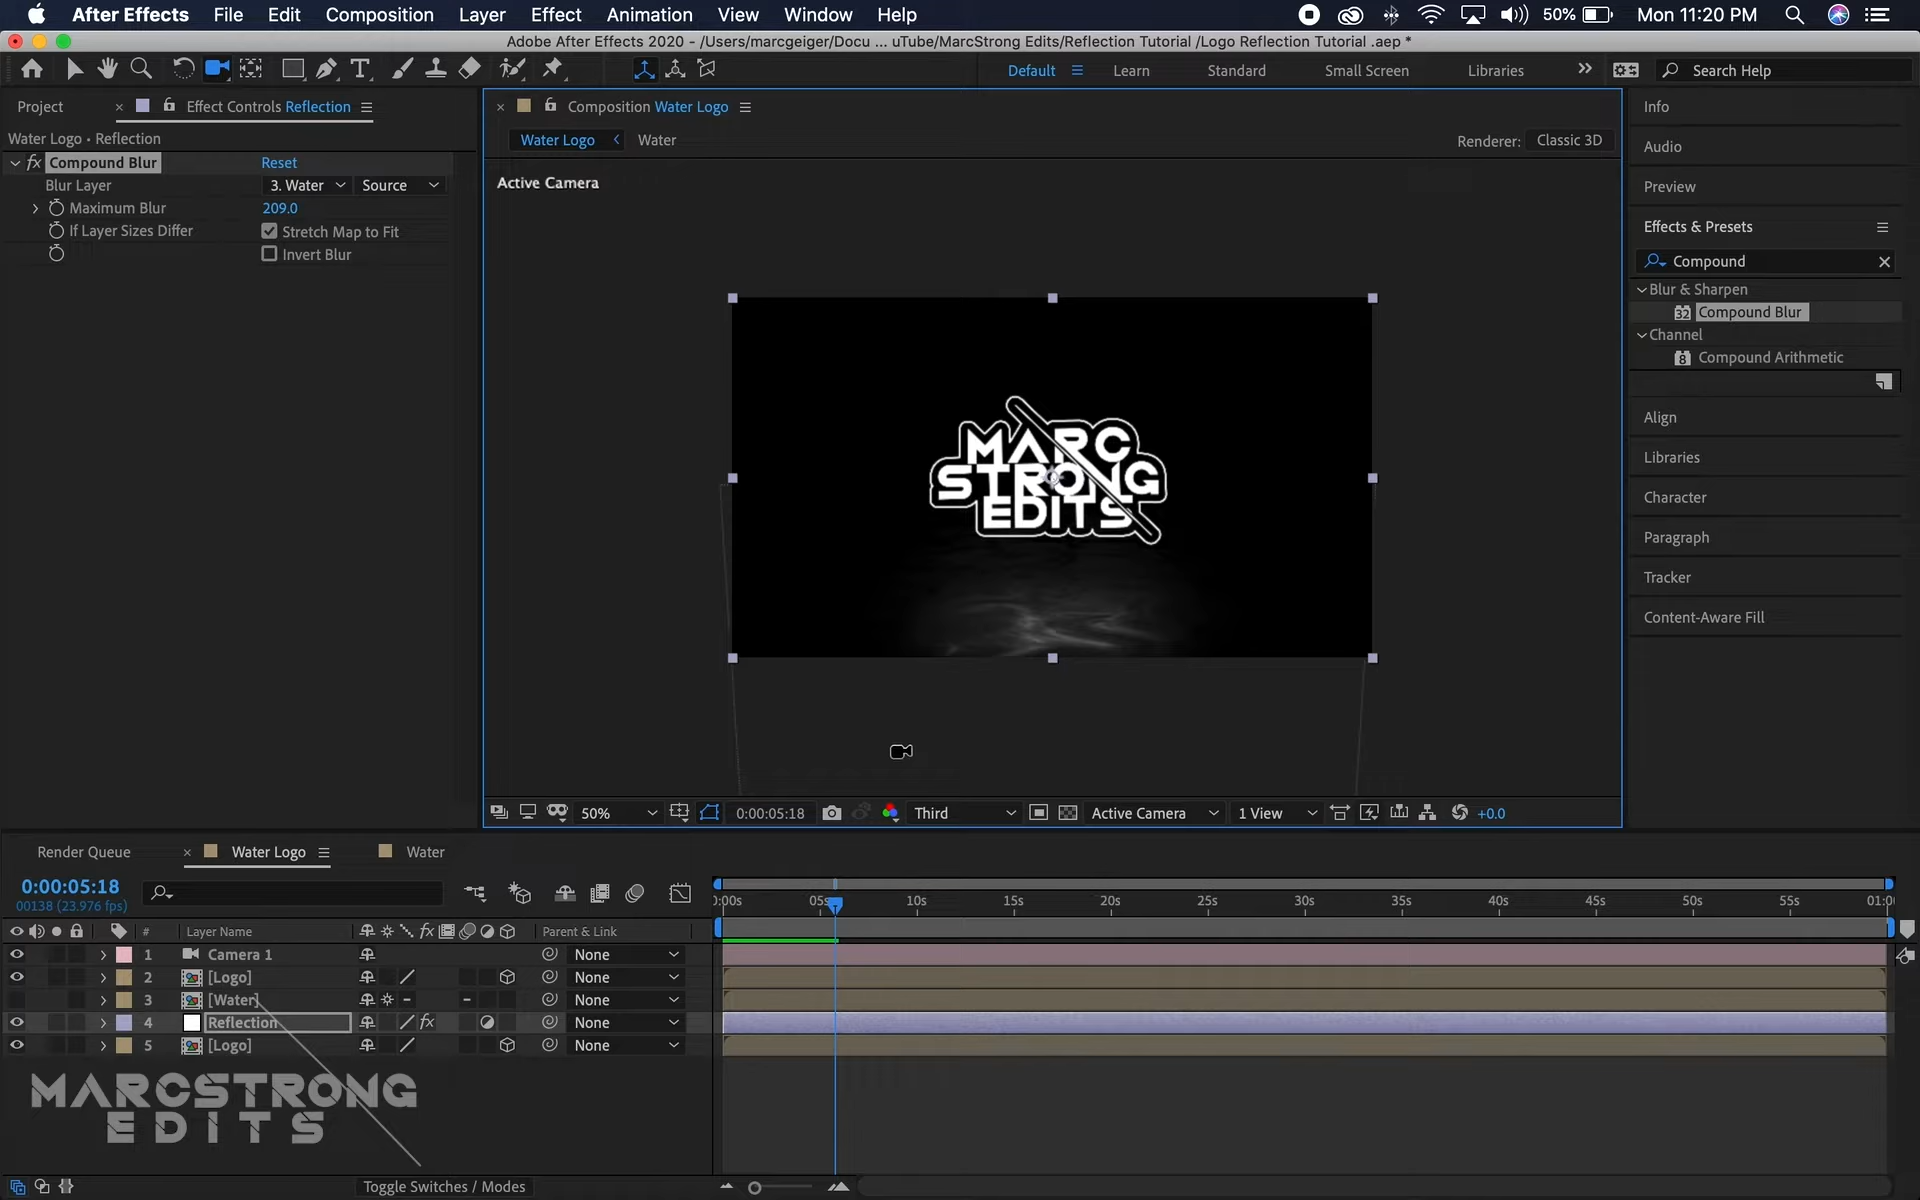 After Effects File Edit Composition Layer Effect Animation View Window Help 50% Mon 11:20 PM
Adobe After Effects 2020 - /Users/marcgeiger/Docu ... uTube/MarcStrong Edits/Reflection Tutorial /Logo Reflection Tutorial .aep *
Default Learn Standard Small Screen Libraries Search Help
Project Effect Controls Reflection
Water Logo • Reflection
fx Compound Blur Reset
Blur Layer 3. Water Source
Maximum Blur 209.0
If Layer Sizes Differ Stretch Map to Fit
Invert Blur
Composition Water Logo
Water Logo Water Renderer: Classic 3D
Active Camera
MARC
STRONG
EDITS
50% 0:00:05:18 Third Active Camera 1 View +0.0
Info
Audio
Preview
Effects & Presets
Compound
Blur & Sharpen
32 Compound Blur
Channel
8 Compound Arithmetic
Align
Libraries
Character
Paragraph
Tracker
Content-Aware Fill
Render Queue Water Logo Water
0:00:05:18
00138 (23.976 fps)
0:00s 05s 10s 15s 20s 25s 30s 35s 40s 45s 50s 55s 01:0
# Layer Name fx Parent & Link
1 Camera 1 None
2 [Logo] None
3 [Water] None
4 Reflection fx None
5 [Logo] None
MARCSTRONG
EDITS
Toggle Switches / Modes